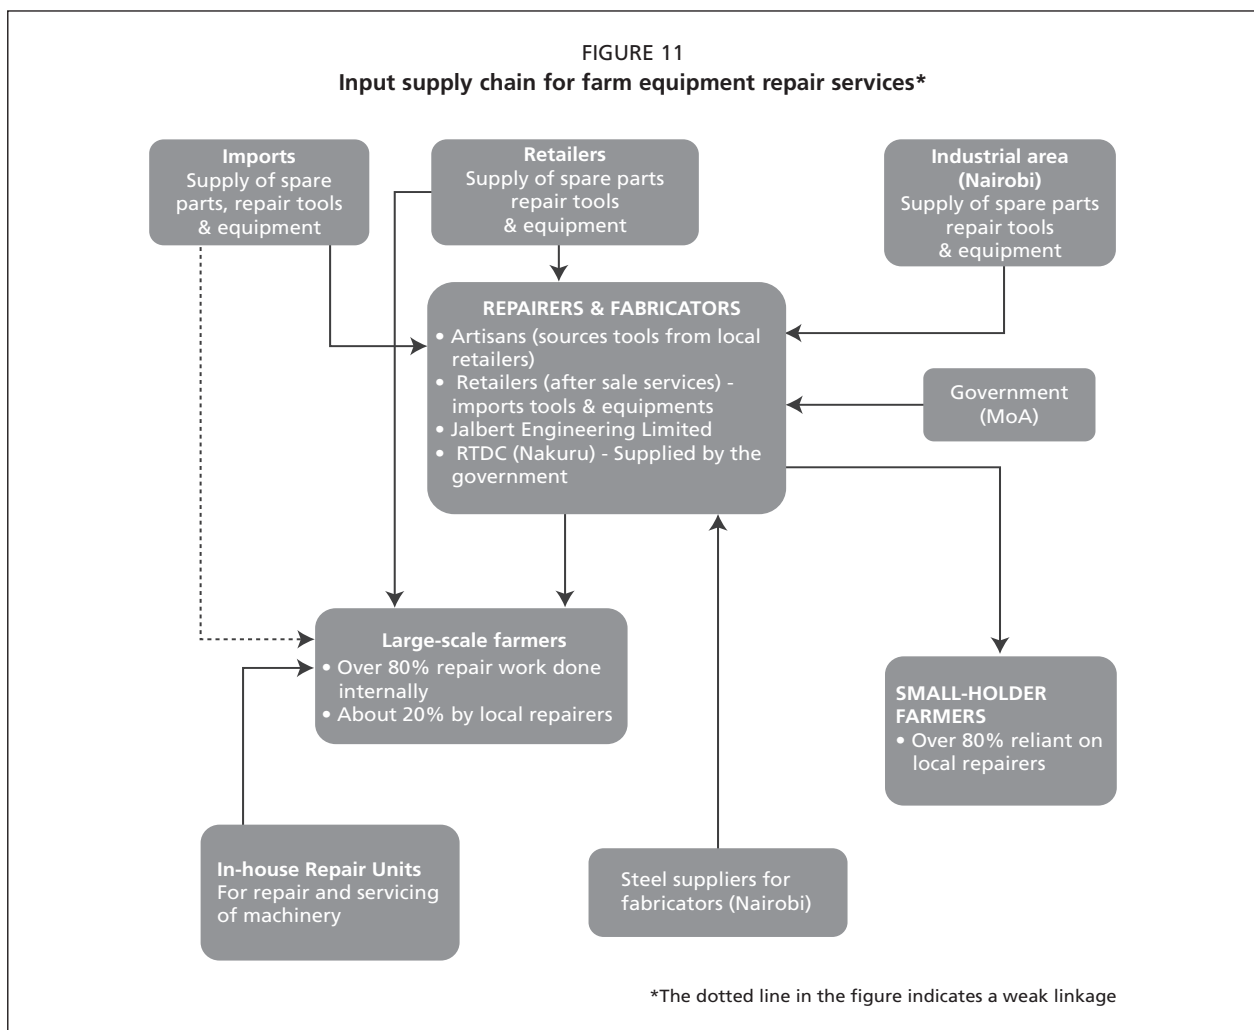 FIGURE 11
Input supply chain for farm equipment repair services*
Imports
Supply of spare
parts, repair tools
& equipment
Retailers
Supply of spare parts
repair tools
& equipment
Industrial area
(Nairobi)
Supply of spare parts
repair tools
& equipment
REPAIRERS & FABRICATORS
• Artisans (sources tools from local
retailers)
• Retailers (after sale services) -
imports tools & equipments
• Jalbert Engineering Limited
• RTDC (Nakuru) - Supplied by the
government
Government
(MoA)
Large-scale farmers
• Over 80% repair work done
internally
• About 20% by local repairers
SMALL-HOLDER
FARMERS
• Over 80% reliant on
local repairers
In-house Repair Units
For repair and servicing
of machinery
Steel suppliers for
fabricators (Nairobi)
*The dotted line in the figure indicates a weak linkage